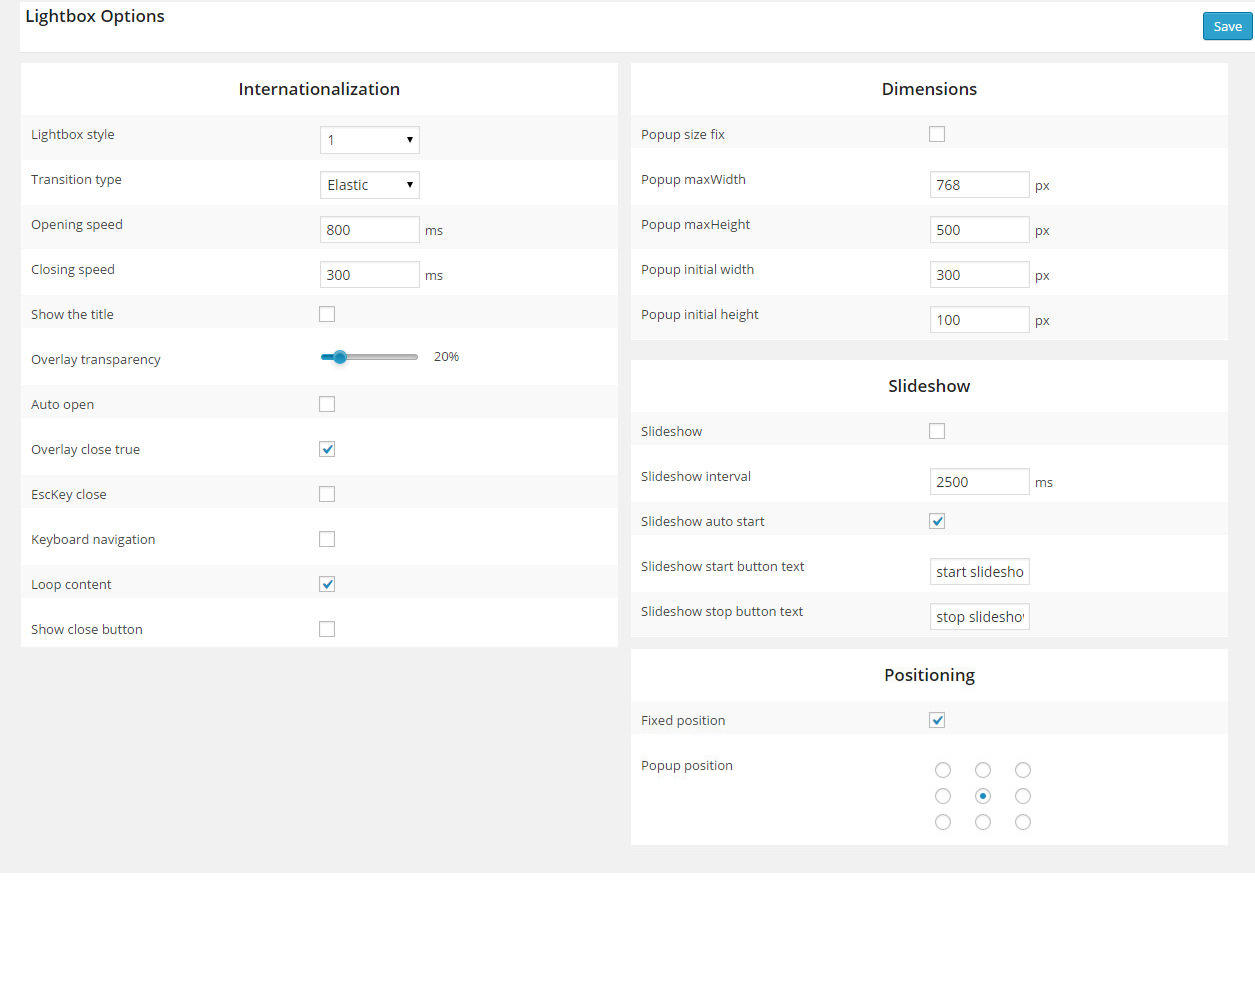 Lightbox Options
Save
Internationalization
Lightbox style 1
Transition type Elastic
Opening speed 800 ms
Closing speed 300 ms
Show the title
Overlay transparency 20%
Auto open
Overlay close true
EscKey close
Keyboard navigation
Loop content
Show close button
Dimensions
Popup size fix
Popup maxWidth 768 px
Popup maxHeight 500 px
Popup initial width 300 px
Popup initial height 100 px
Slideshow
Slideshow
Slideshow interval 2500 ms
Slideshow auto start
Slideshow start button text start slidesho
Slideshow stop button text stop slidesho
Positioning
Fixed position
Popup position